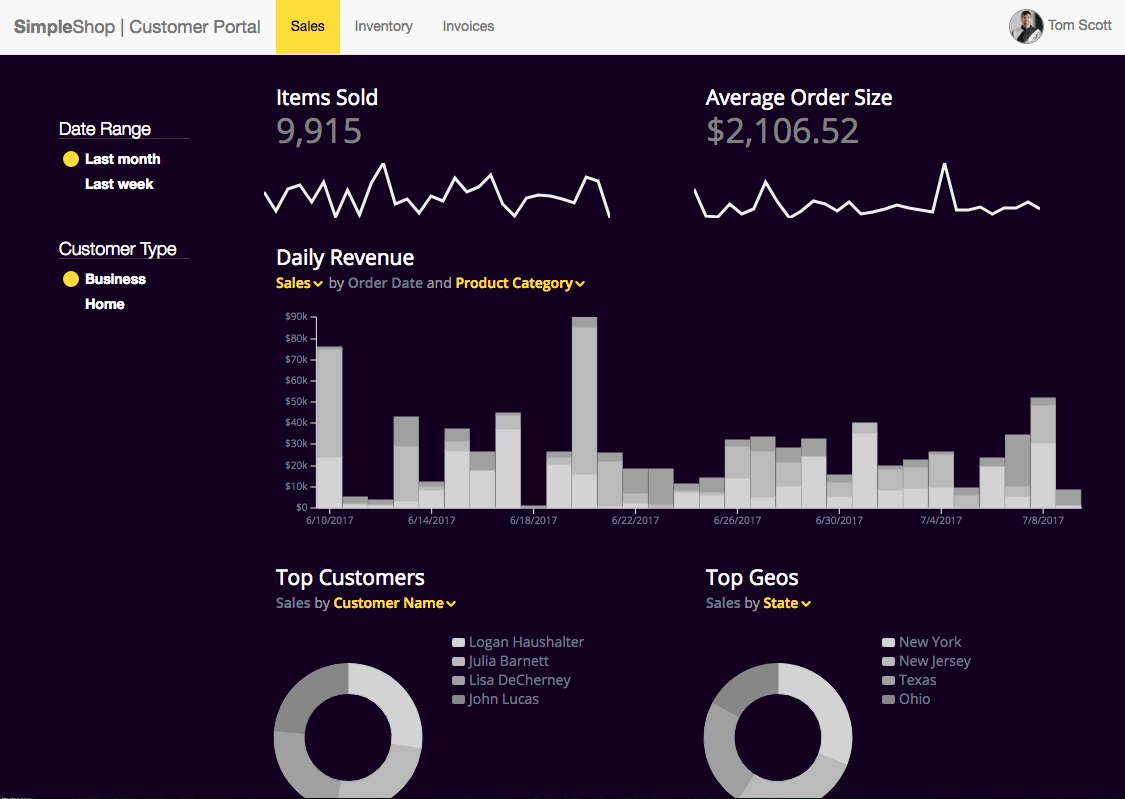 SimpleShop | Customer Portal
Sales
Inventory
Invoices
Tom Scott
Date Range
Last month
Last week
Customer Type
Business
Home
Items Sold
9,915
Average Order Size
$2,106.52
Daily Revenue
Sales by Order Date and Product Category
$90k
$80k
$70k
$60k
$50k
$40k
$30k
$20k
$10k
$0
6/10/2017
6/14/2017
6/18/2017
6/22/2017
6/26/2017
6/30/2017
7/4/2017
7/8/2017
Top Customers
Sales by Customer Name
Logan Haushalter
Julia Barnett
Lisa DeCherney
John Lucas
Top Geos
Sales by State
New York
New Jersey
Texas
Ohio